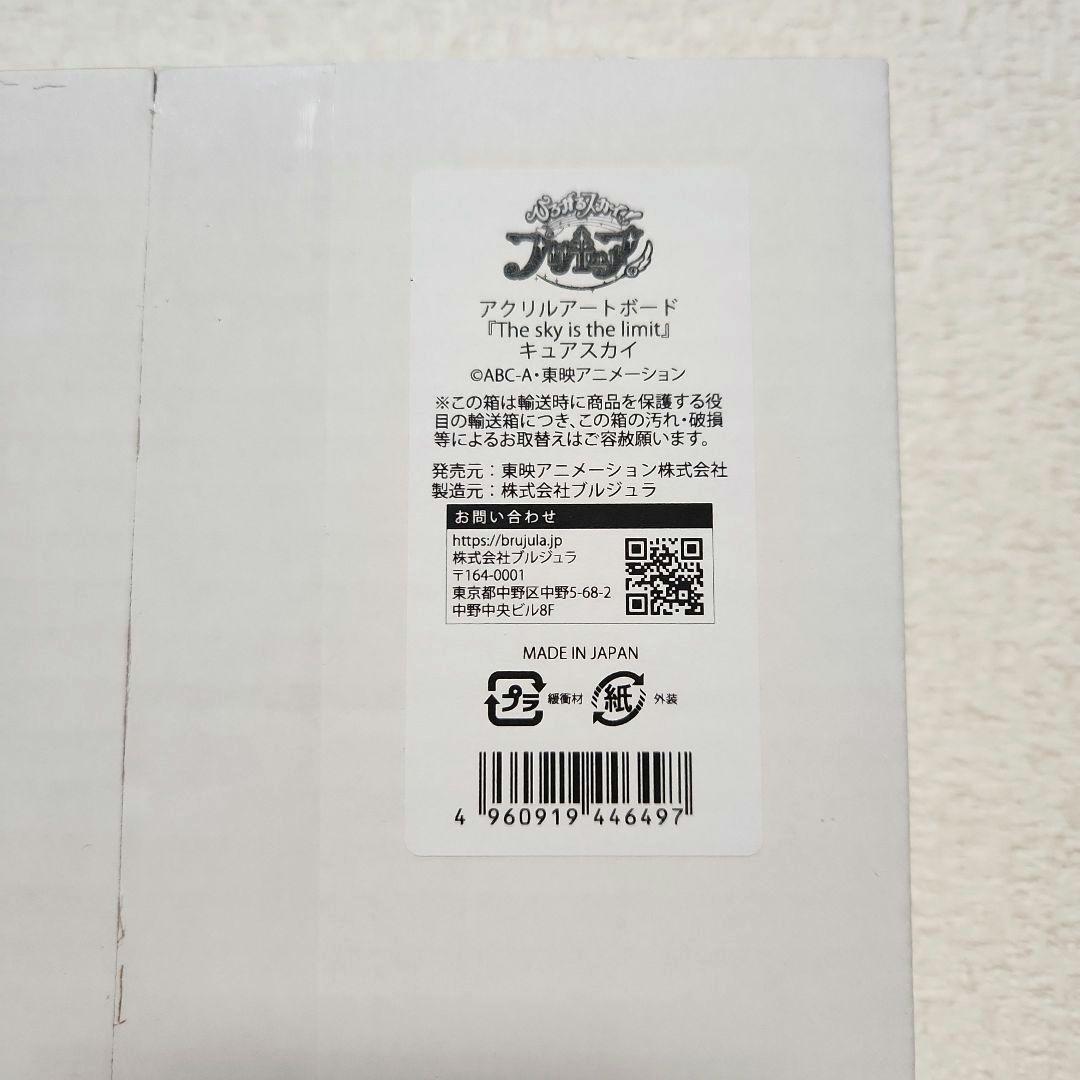 ひろがるスカイ!
プリキュア!
アクリルアートボード
『The sky is the limit』
キュアスカイ
©ABC-A・東映アニメーション
※この箱は輸送時に商品を保護する役
目の輸送箱につき、この箱の汚れ・破損
等によるお取替えはご容赦願います。
発売元：東映アニメーション株式会社
製造元：株式会社ブルジュラ
お問い合わせ
https://brujula.jp
株式会社ブルジュラ
〒164-0001
東京都中野区中野5-68-2
中野中央ビル8F
MADE IN JAPAN
プラ 緩衝材 紙 外装
4 960919 446497